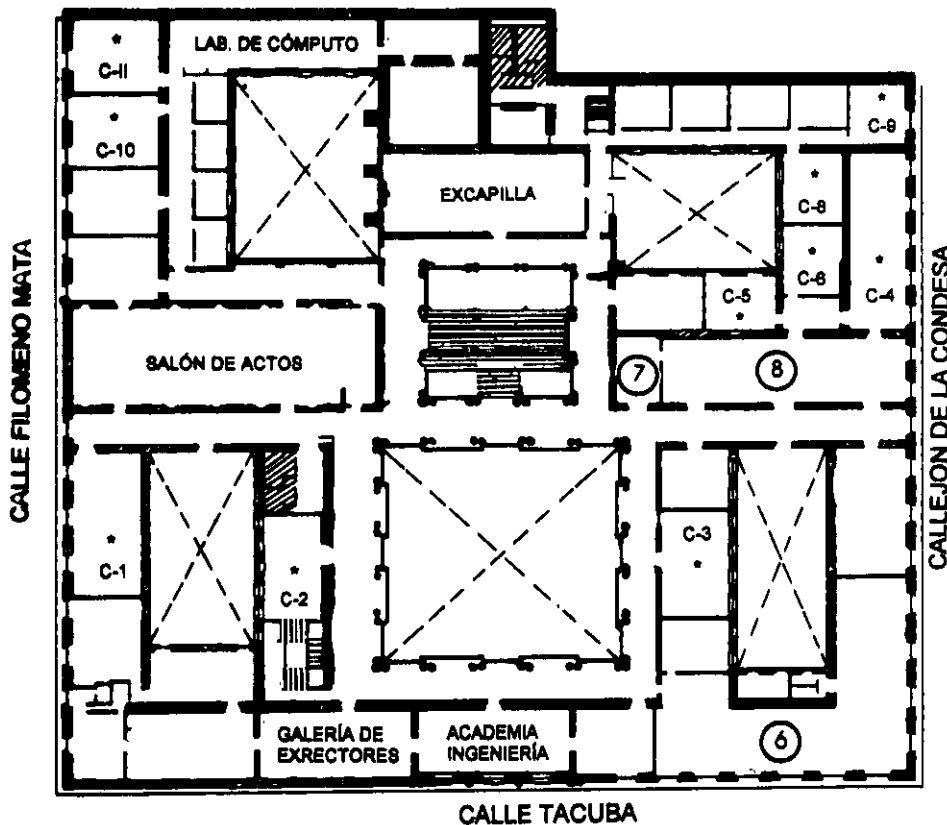 LAB. DE CÓMPUTO
C-11
C-10
C-9
EXCAPILLA
C-8
C-6
C-5
C-4
CALLE FILOMENO MATA
SALÓN DE ACTOS
7
8
CALLEJON DE LA CONDESA
C-1
C-2
C-3
GALERÍA DE
EXRECTORES
ACADEMIA
INGENIERÍA
6
CALLE TACUBA